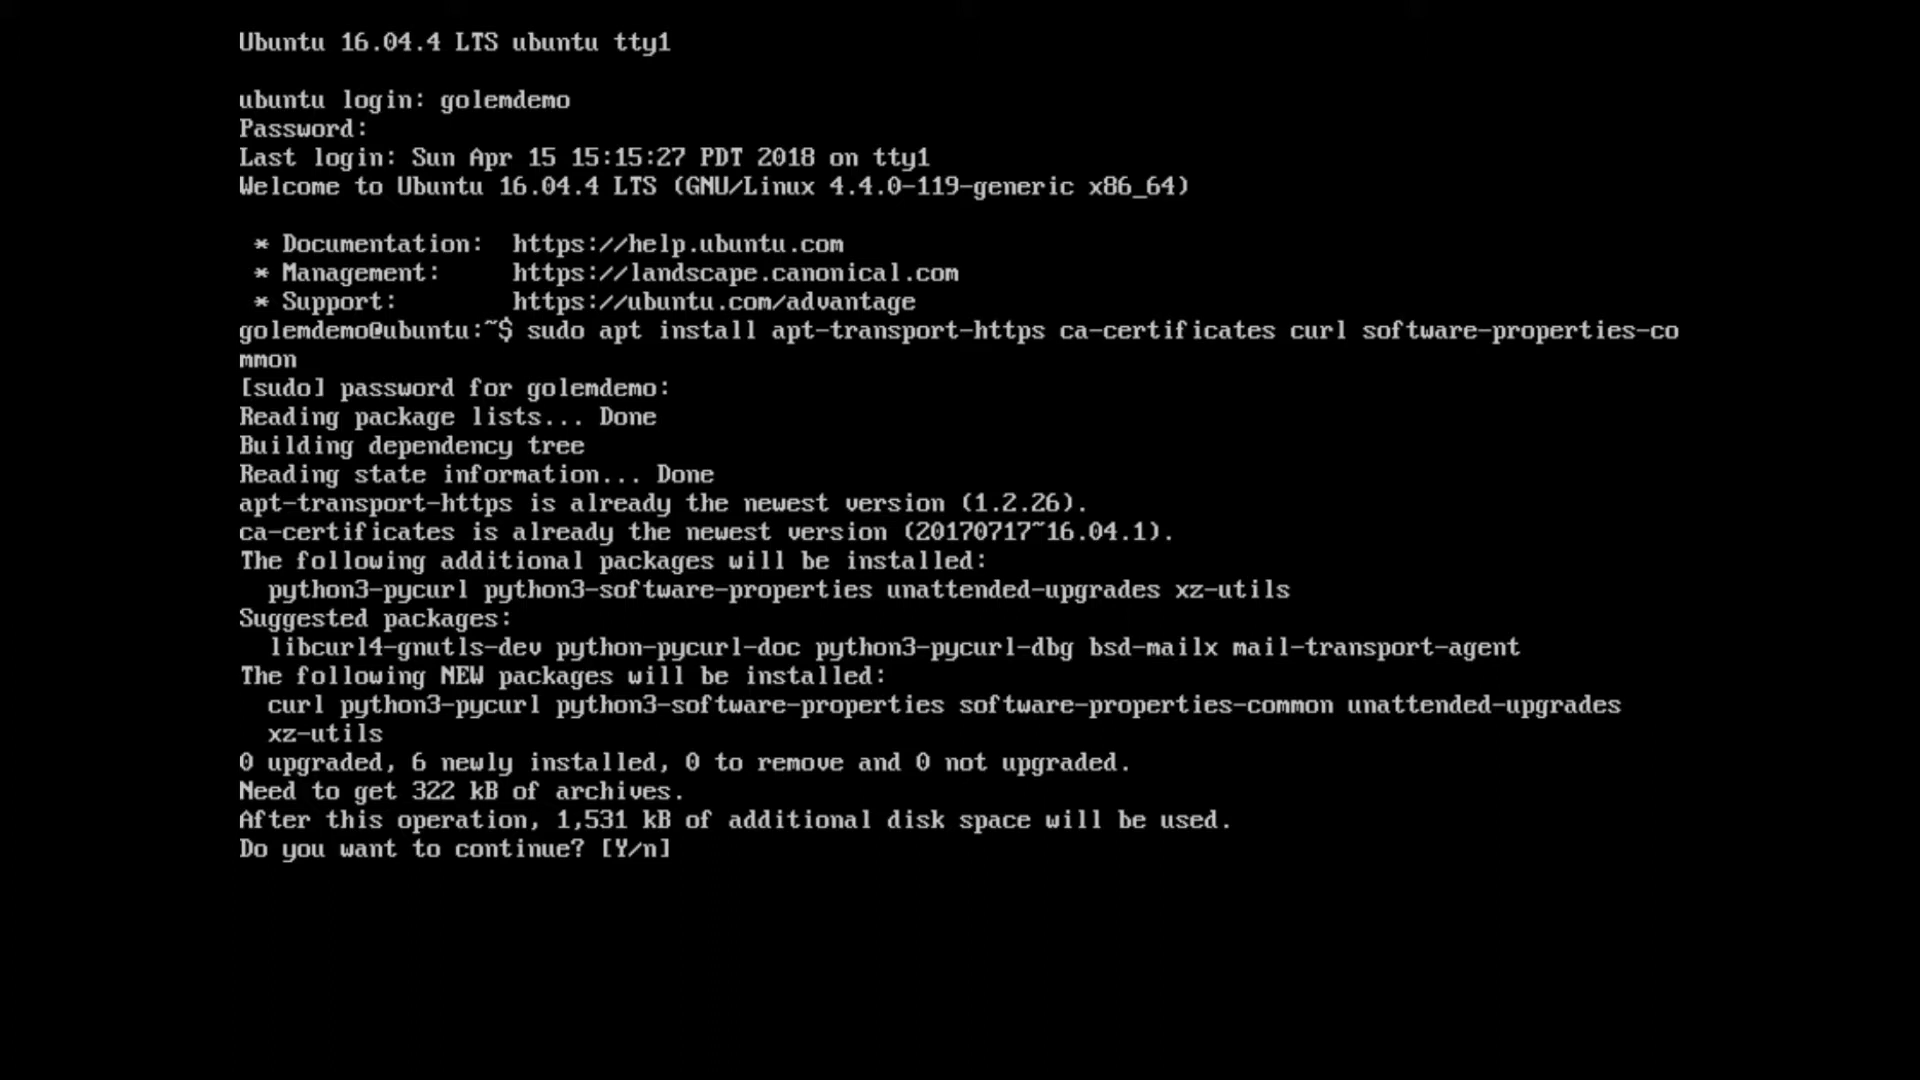 Ubuntu 16.04.4 LTS ubuntu tty1
ubuntu login: golemdemo
Password:
Last login: Sun Apr 15 15:15:27 PDT 2018 on tty1
Welcome to Ubuntu 16.04.4 LTS (GNU/Linux 4.4.0-119-generic x86_64)
* Documentation: https://help.ubuntu.com
* Management: https://landscape.canonical.com
* Support: https://ubuntu.com/advantage
golemdemo@ubuntu:~$ sudo apt install apt-transport-https ca-certificates curl software-properties-co
mmon
[sudo] password for golemdemo:
Reading package lists... Done
Building dependency tree
Reading state information... Done
apt-transport-https is already the newest version (1.2.26).
ca-certificates is already the newest version (20170717~16.04.1).
The following additional packages will be installed:
python3-pycurl python3-software-properties unattended-upgrades xz-utils
Suggested packages:
libcurl4-gnutls-dev python-pycurl-doc python3-pycurl-dbg bsd-mailx mail-transport-agent
The following NEW packages will be installed:
curl python3-pycurl python3-software-properties software-properties-common unattended-upgrades
xz-utils
0 upgraded, 6 newly installed, 0 to remove and 0 not upgraded.
Need to get 322 kB of archives.
After this operation, 1,531 kB of additional disk space will be used.
Do you want to continue? [Y/n]